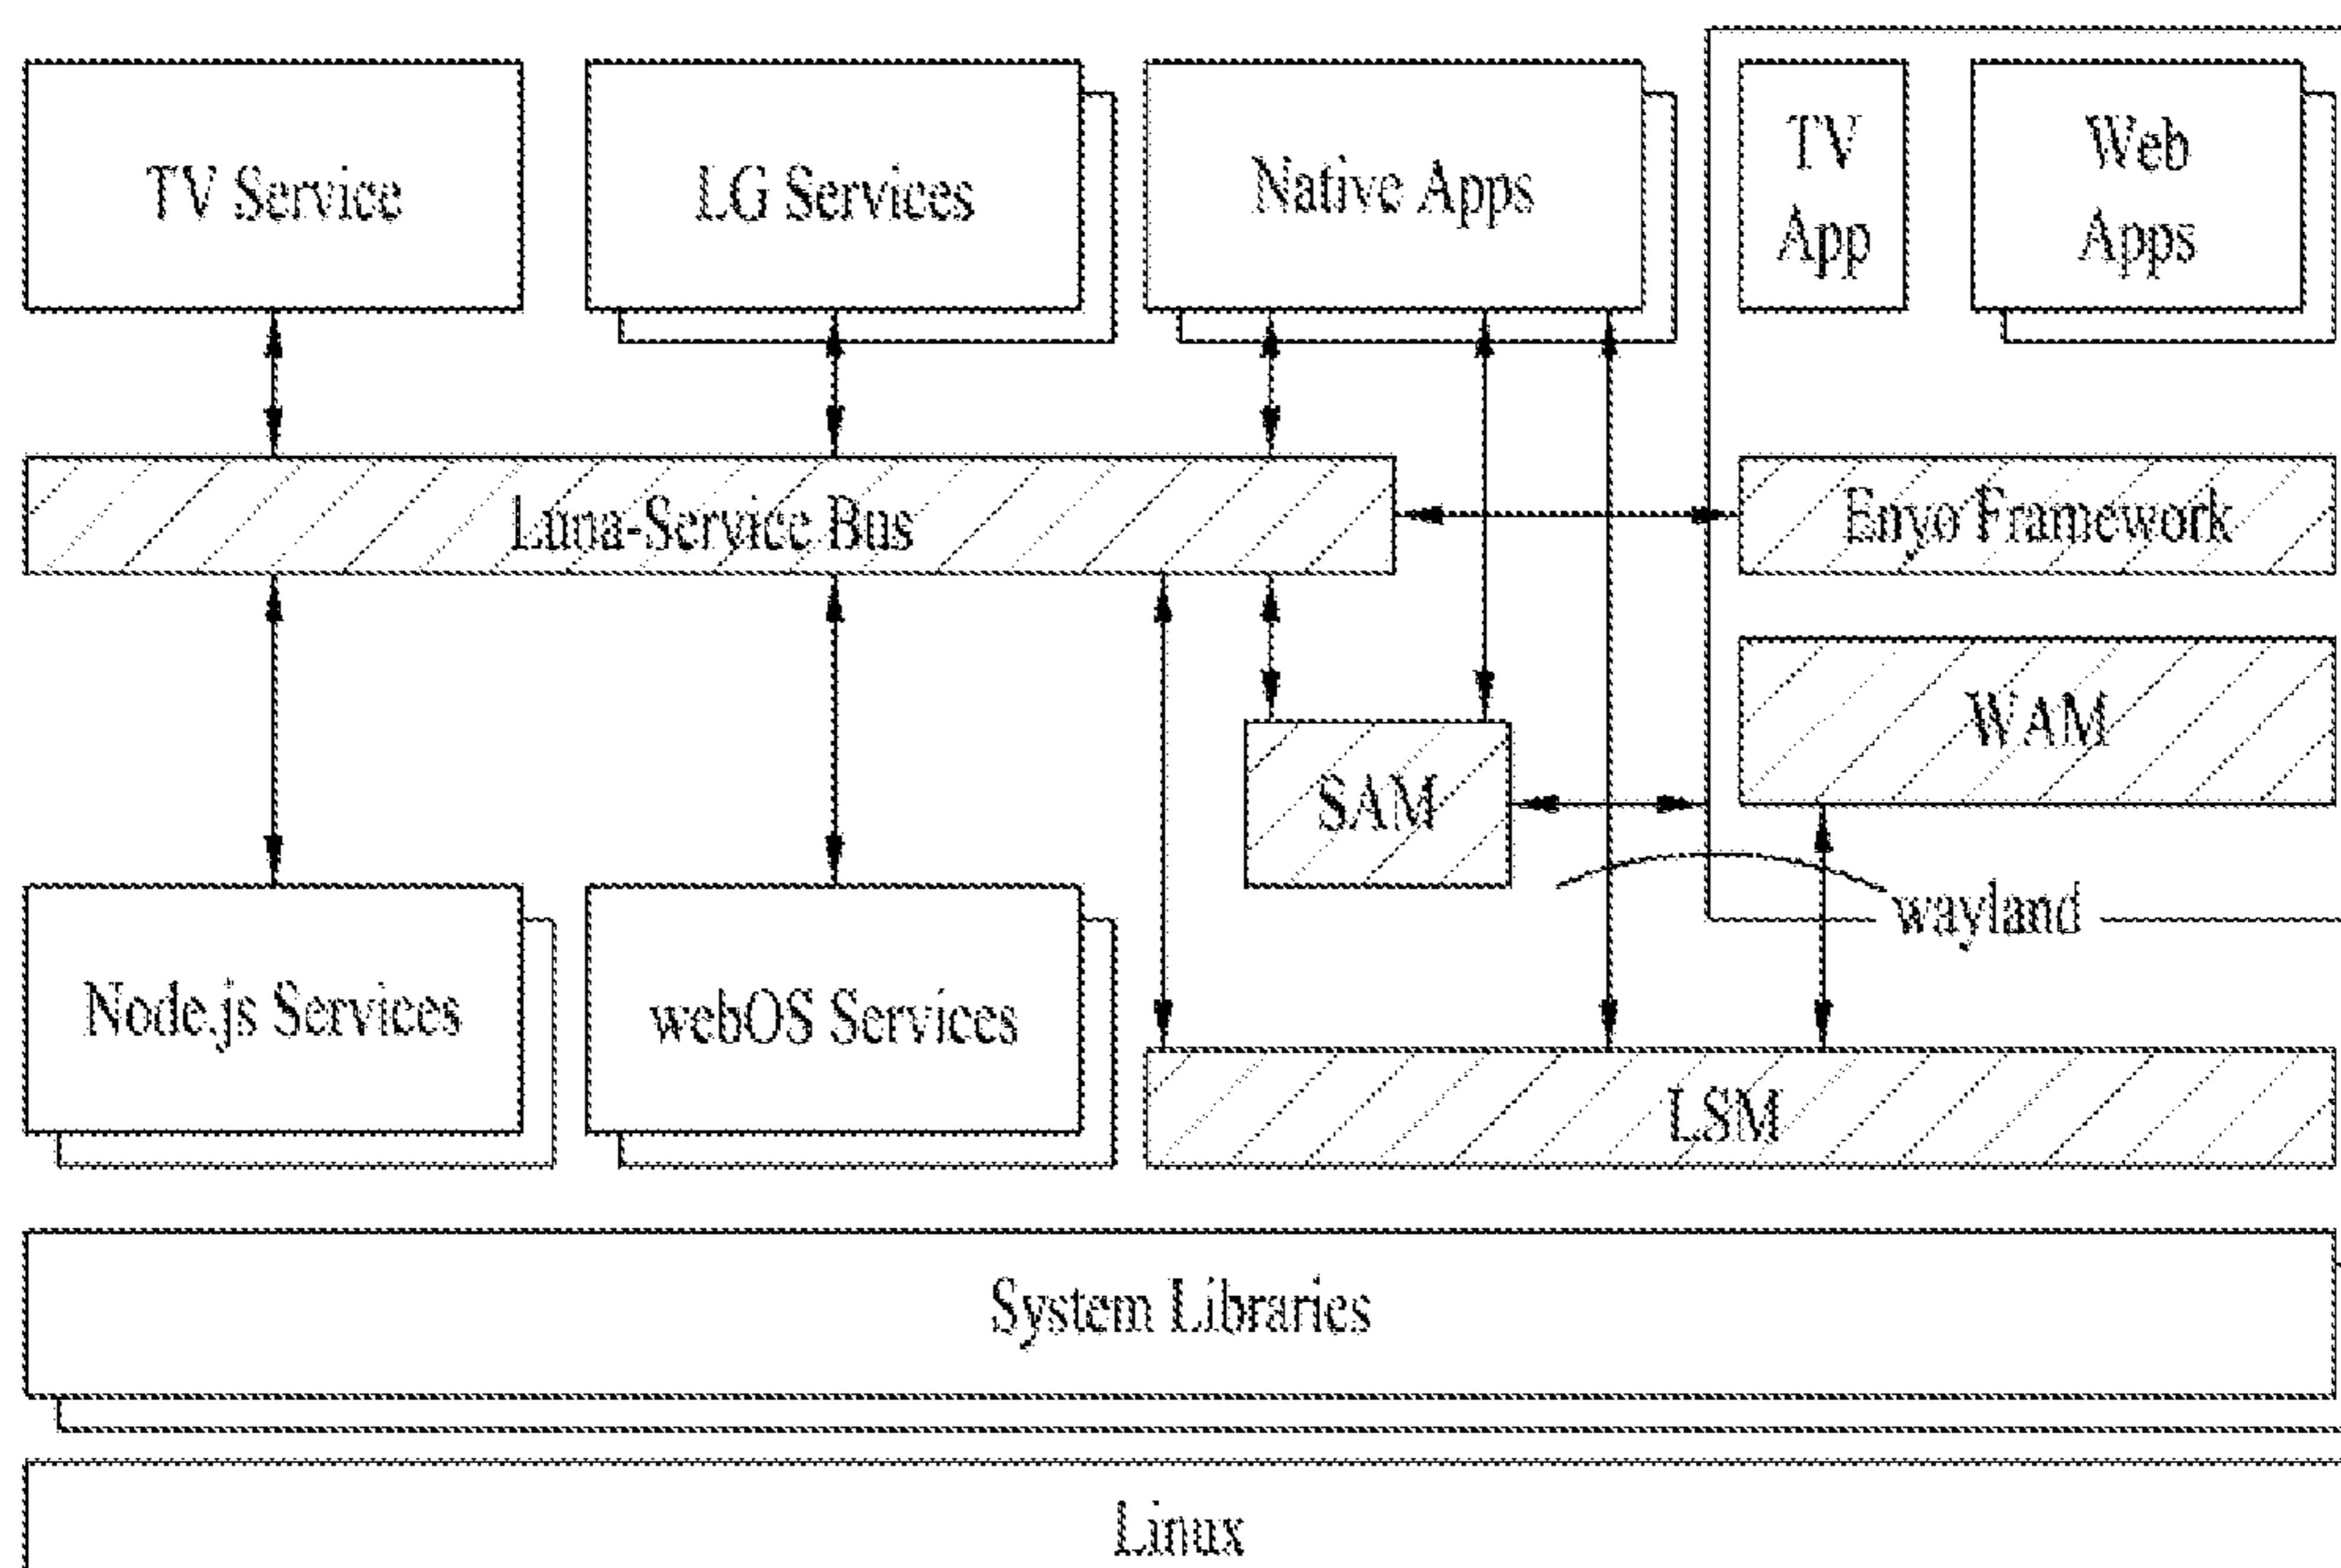 TV Service
LG Services
Native Apps
TV
App
Web
Apps
Luna-Service Bus
Enyo Framework
WAM
SAM
wayland
Node.js Services
webOS Services
LSM
System Libraries
Linux